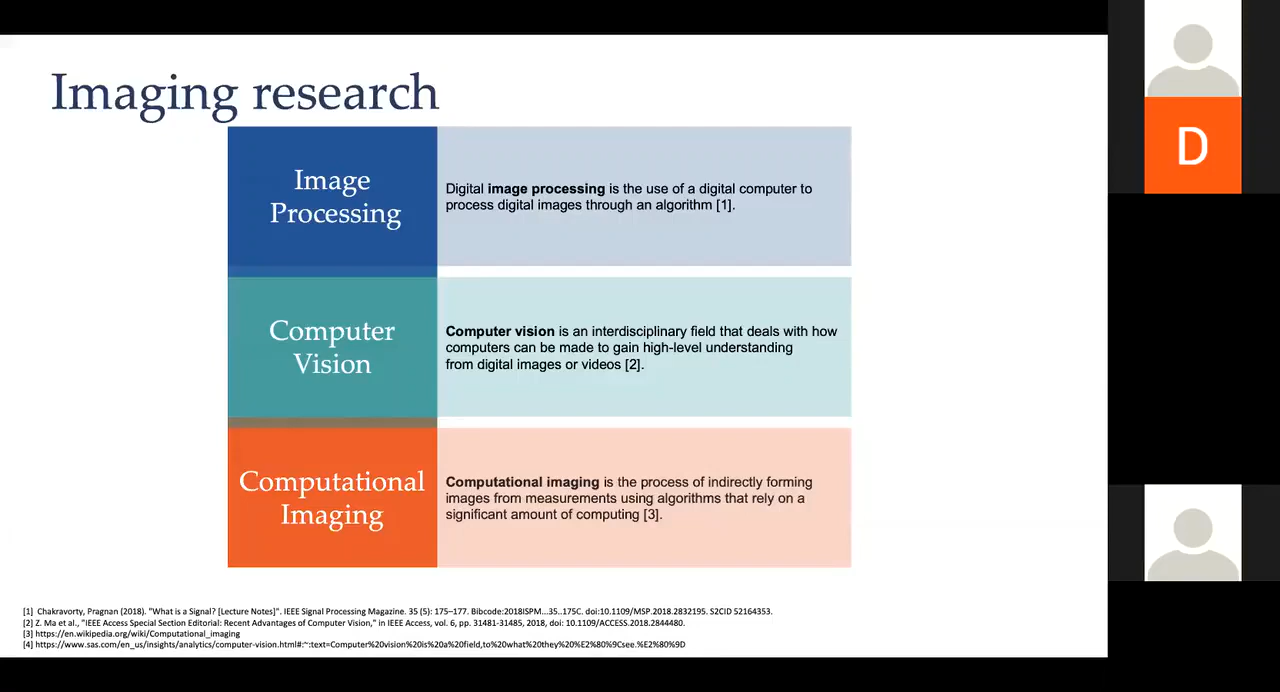 Imaging research
Image
Processing
Digital image processing is the use of a digital computer to
process digital images through an algorithm [1].
Computer
Vision
Computer vision is an interdisciplinary field that deals with how
computers can be made to gain high-level understanding
from digital images or videos [2].
Computational
Imaging
Computational imaging is the process of indirectly forming
images from measurements using algorithms that rely on a
significant amount of computing [3].
[1] Chakravorty, Pragnan (2018). "What is a Signal? [Lecture Notes]". IEEE Signal Processing Magazine. 35 (5): 175–177. Bibcode:2018ISPM...35..175C. doi:10.1109/MSP.2018.2832195. S2CID 52164353.
[2] Z. Ma et al., "IEEE Access Special Section Editorial: Recent Advantages of Computer Vision," in IEEE Access, vol. 6, pp. 31481-31485, 2018, doi: 10.1109/ACCESS.2018.2844480.
[3] https://en.wikipedia.org/wiki/Computational_imaging
[4] https://www.sas.com/en_us/insights/analytics/computer-vision.html#:~:text=Computer%20vision%20is%20a%20field,to%20what%20they%20%E2%80%9Csee.%E2%80%9D
D